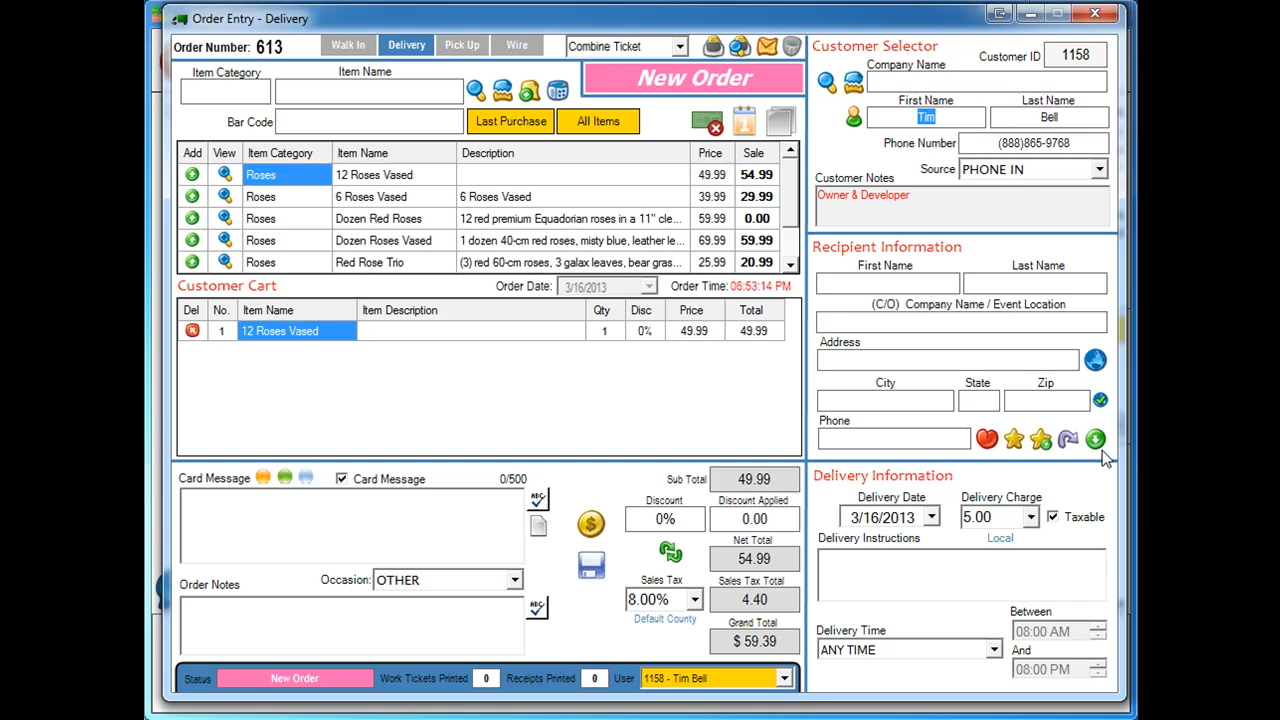 Order Entry - Delivery
Order Number: 613
Walk In
Delivery
Pick Up
Wire
Combine Ticket
Item Category
Item Name
New Order
Bar Code
Last Purchase
All Items
Add View Item Category Item Name Description Price Sale
Roses 12 Roses Vased 49.99 54.99
Roses 6 Roses Vased 6 Roses Vased 39.99 29.99
Roses Dozen Red Roses 12 red premium Equadorian roses in a 11" cle... 59.99 0.00
Roses Dozen Roses Vased 1 dozen 40-cm red roses, misty blue, leather le... 69.99 59.99
Roses Red Rose Trio (3) red 60-cm roses, 3 galax leaves, bear gras... 25.99 20.99
Customer Cart
Order Date: 3/16/2013
Order Time: 06:53:14 PM
Del No. Item Name Item Description Qty Disc Price Total
1 12 Roses Vased 1 0% 49.99 49.99
Card Message
Card Message
0/500
ABC
Occasion: OTHER
Order Notes
ABC
Sub Total 49.99
Discount
Discount Applied
0%
0.00
Net Total
54.99
Sales Tax
Sales Tax Total
8.00%
4.40
Default County
Grand Total
$ 59.39
Status New Order Work Tickets Printed 0 Receipts Printed 0 User 1158 - Tim Bell
Customer Selector
Customer ID 1158
Company Name
First Name
Last Name
Tim
Bell
Phone Number (888)865-9768
Source PHONE IN
Customer Notes
Owner & Developer
Recipient Information
First Name
Last Name
(C/O) Company Name / Event Location
Address
City
State
Zip
Phone
Delivery Information
Delivery Date
Delivery Charge
3/16/2013
5.00
Taxable
Delivery Instructions
Local
Between
Delivery Time
08:00 AM
And
ANY TIME
08:00 PM